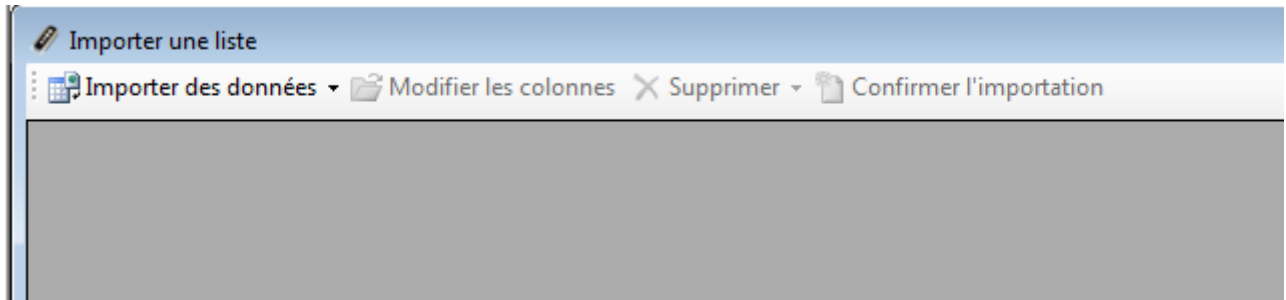 Importer une liste
Importer des données Modifier les colonnes Supprimer Confirmer l'importation